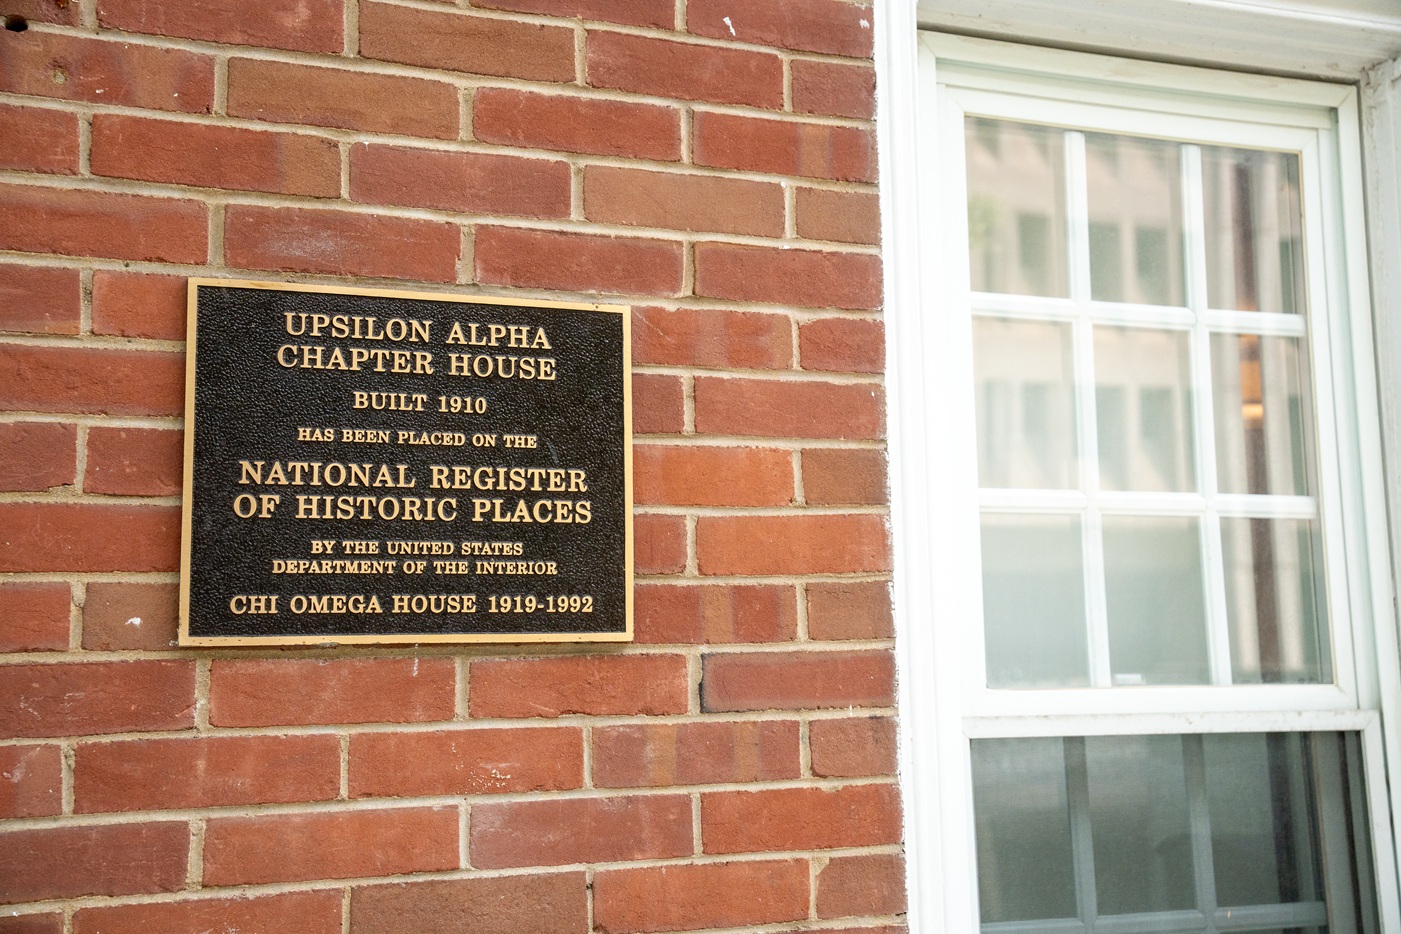 UPSILON ALPHA
CHAPTER HOUSE
BUILT 1910
HAS BEEN PLACED ON THE
NATIONAL REGISTER
OF HISTORIC PLACES
BY THE UNITED STATES
DEPARTMENT OF THE INTERIOR
CHI OMEGA HOUSE 1919-1992